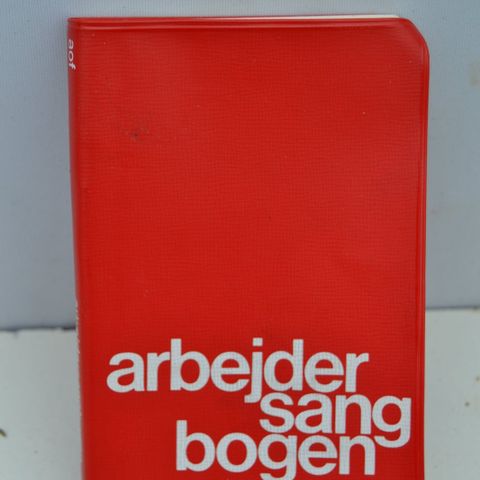 aof
arbejder
sang
bogen